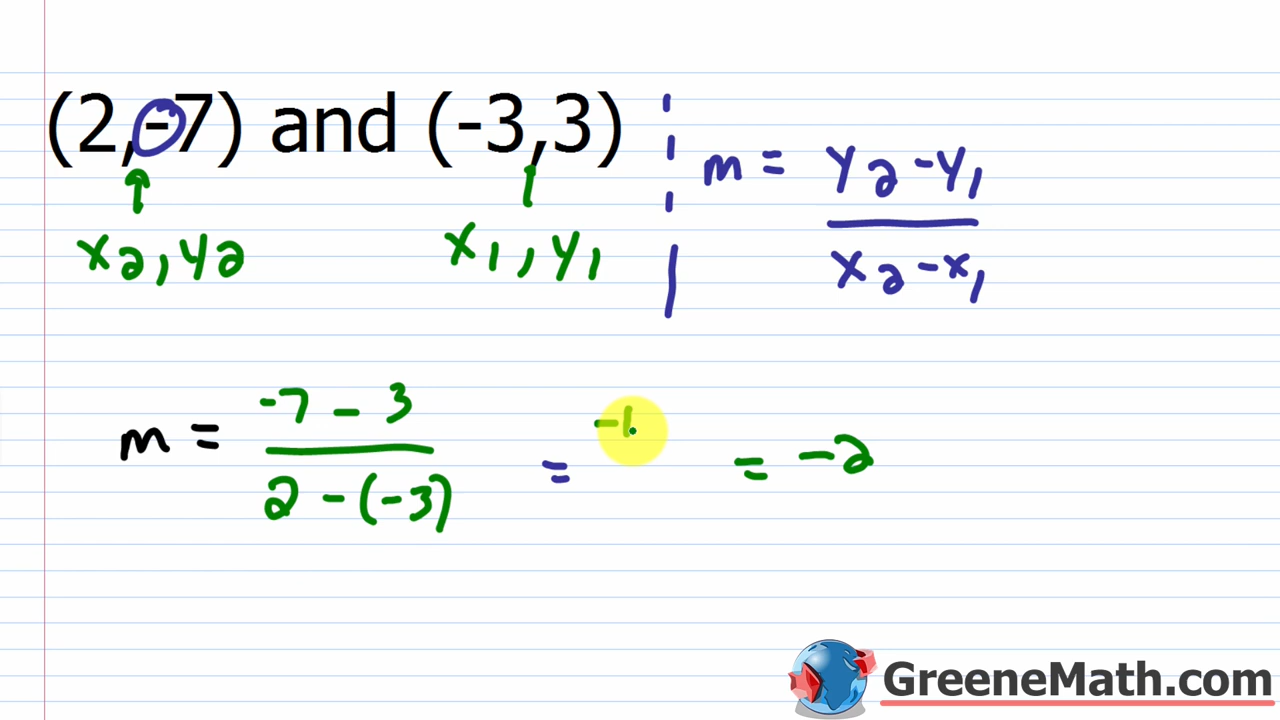 (2,-7) and (-3,3)
m = y2 - y1
x2 - x1
x2, y2
x1, y1
m = -7 - 3
2 - (-3)
= -1
= -2
GreeneMath.com